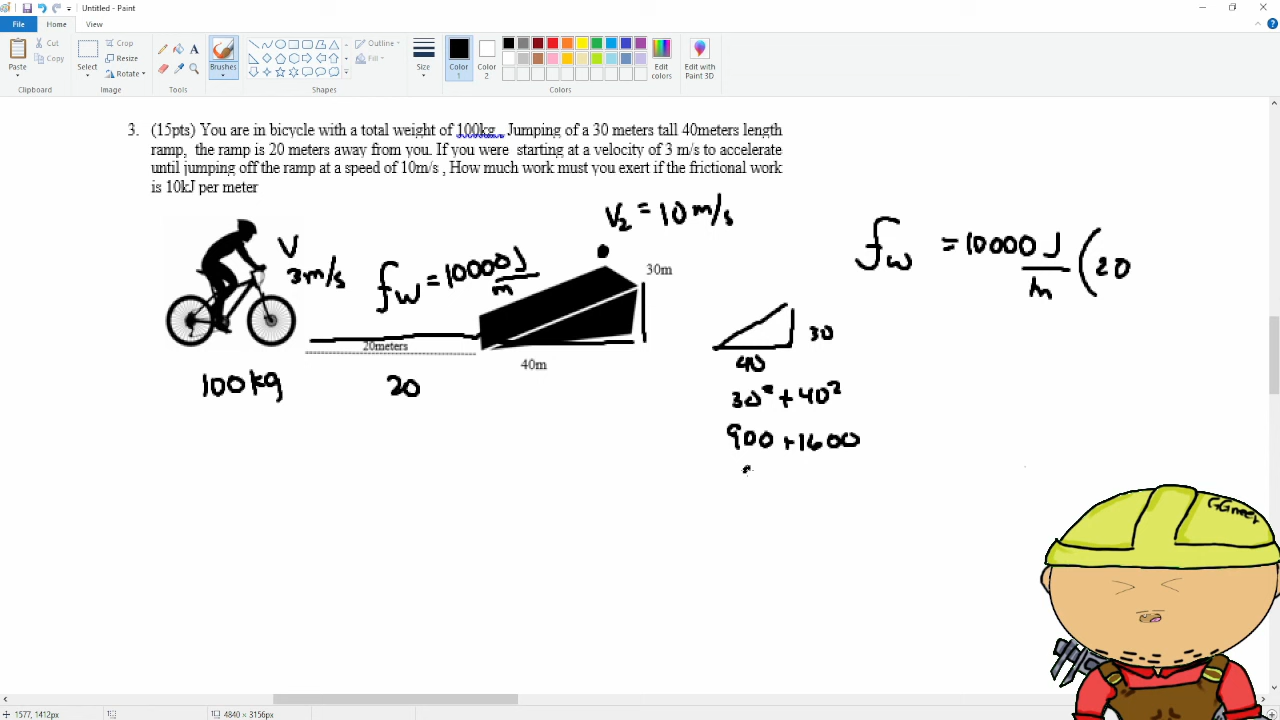 Untitled - Paint
File Home View
Paste Cut Copy Clipboard
Select Crop Resize Rotate Image
Tools
Brushes
Outline Fill Shapes
Size
Color 1 Color 2
Edit colors
Colors
Edit with Paint 3D
3. (15pts) You are in bicycle with a total weight of 100kg. Jumping of a 30 meters tall 40meters length
ramp, the ramp is 20 meters away from you. If you were starting at a velocity of 3 m/s to accelerate
until jumping off the ramp at a speed of 10m/s , How much work must you exert if the frictional work
is 10kJ per meter
V₂ = 10 m/s
V
3m/s
fw = 10000 J/m
30m
20meters
40m
100kg
20
30
40
30² + 40²
900 + 1600
fw = 10000 J/m (20
GGineer
1577, 1412px
4840 × 3156px